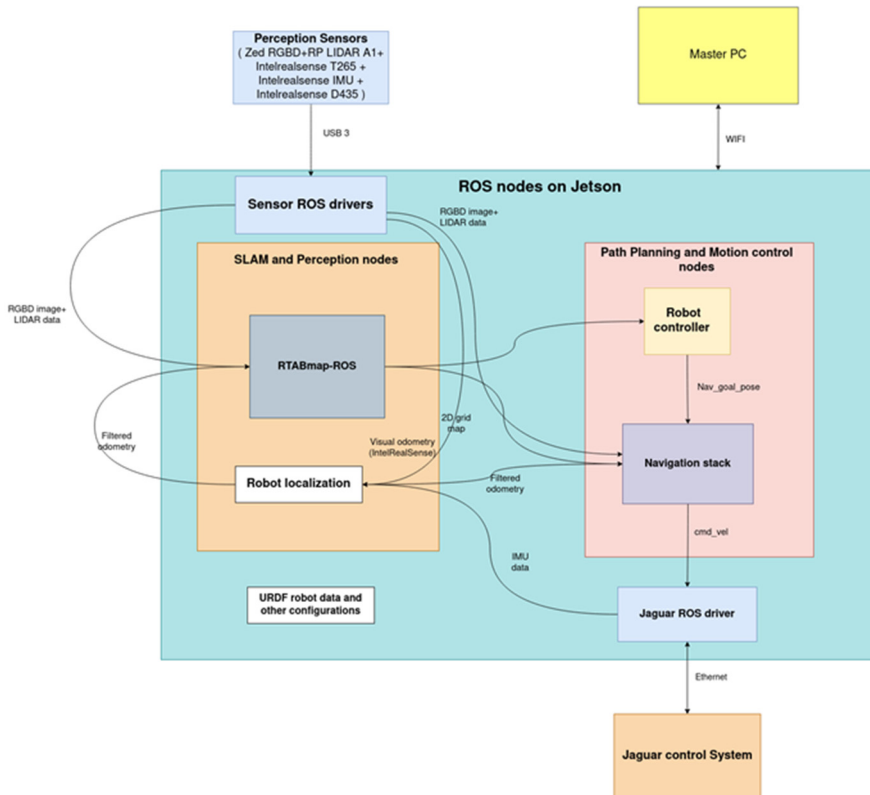 Perception Sensors
( Zed RGBD+RP LIDAR A1+
Intelrealsense T265 +
Intelrealsense IMU +
Intelrealsense D435 )
Master PC
USB 3
WIFI
ROS nodes on Jetson
Sensor ROS drivers
RGBD image+
LIDAR data
SLAM and Perception nodes
Path Planning and Motion control
nodes
RGBD image+
LIDAR data
Robot
controller
RTABmap-ROS
Nav_goal_pose
2D grid
map
Filtered
odometry
Visual odometry
(IntelRealSense)
Navigation stack
Robot localization
Filtered
odometry
cmd_vel
IMU
data
URDF robot data and
other configurations
Jaguar ROS driver
Ethernet
Jaguar control System